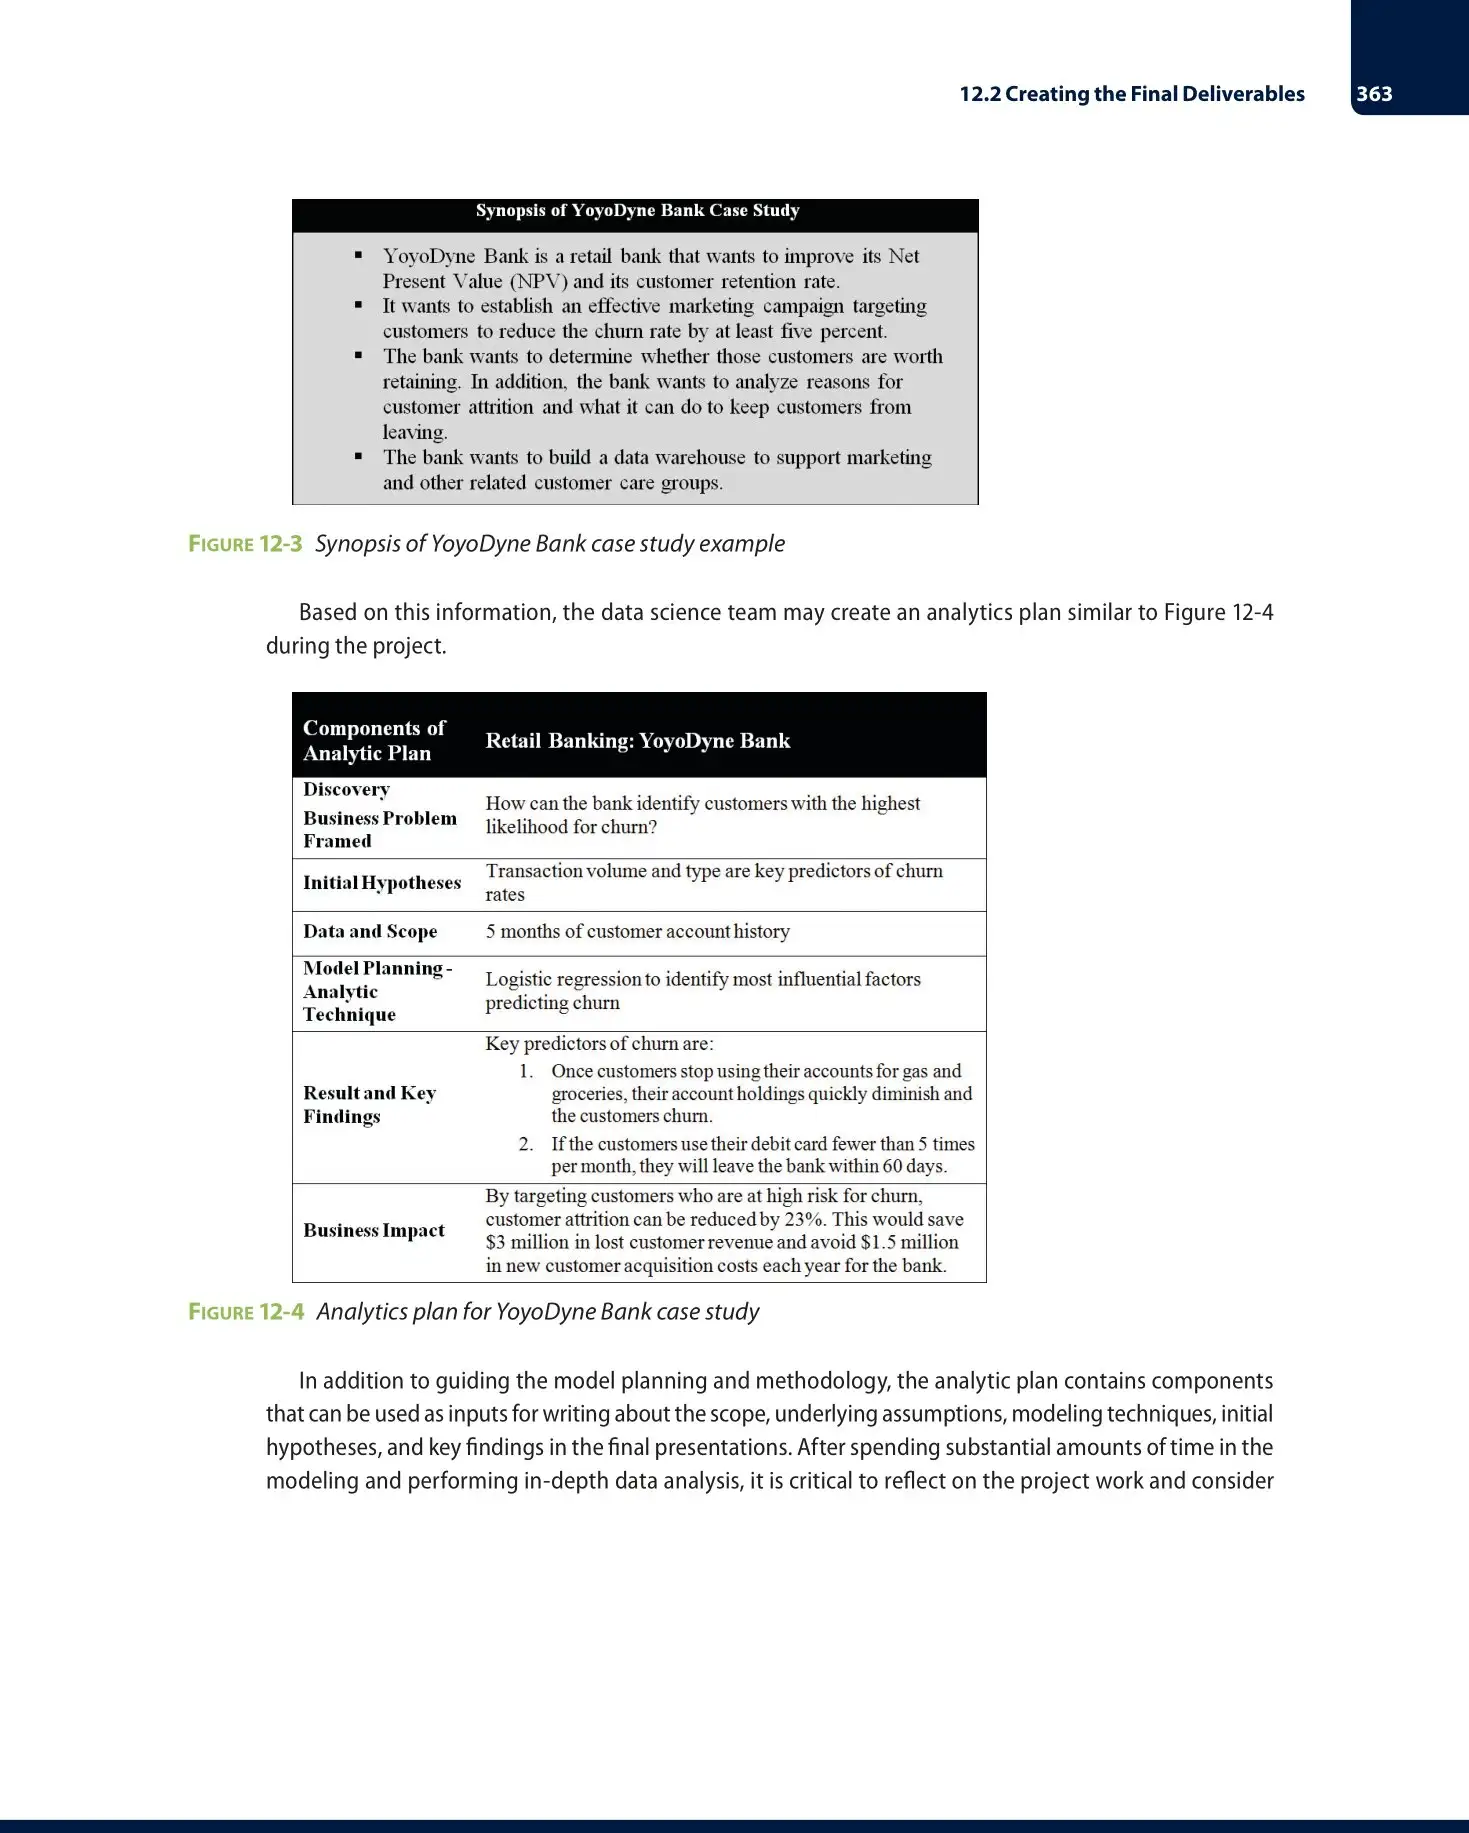 12.2 Creating the Final Deliverables 363
Synopsis of YoyoDyne Bank Case Study
▪ YoyoDyne Bank is a retail bank that wants to improve its Net
Present Value (NPV) and its customer retention rate.
▪ It wants to establish an effective marketing campaign targeting
customers to reduce the churn rate by at least five percent.
▪ The bank wants to determine whether those customers are worth
retaining. In addition, the bank wants to analyze reasons for
customer attrition and what it can do to keep customers from
leaving.
▪ The bank wants to build a data warehouse to support marketing
and other related customer care groups.
FIGURE 12-3 Synopsis of YoyoDyne Bank case study example
Based on this information, the data science team may create an analytics plan similar to Figure 12-4
during the project.
Components of
Analytic Plan
Retail Banking: YoyoDyne Bank
Discovery
Business Problem
Framed
How can the bank identify customers with the highest
likelihood for churn?
Initial Hypotheses
Transaction volume and type are key predictors of churn
rates
Data and Scope
5 months of customer account history
Model Planning -
Analytic
Technique
Logistic regression to identify most influential factors
predicting churn
Result and Key
Findings
Key predictors of churn are:
1. Once customers stop using their accounts for gas and
groceries, their account holdings quickly diminish and
the customers churn.
2. If the customers use their debit card fewer than 5 times
per month, they will leave the bank within 60 days.
Business Impact
By targeting customers who are at high risk for churn,
customer attrition can be reduced by 23%. This would save
$3 million in lost customer revenue and avoid $1.5 million
in new customer acquisition costs each year for the bank.
FIGURE 12-4 Analytics plan for YoyoDyne Bank case study
In addition to guiding the model planning and methodology, the analytic plan contains components
that can be used as inputs for writing about the scope, underlying assumptions, modeling techniques, initial
hypotheses, and key findings in the final presentations. After spending substantial amounts of time in the
modeling and performing in-depth data analysis, it is critical to reflect on the project work and consider